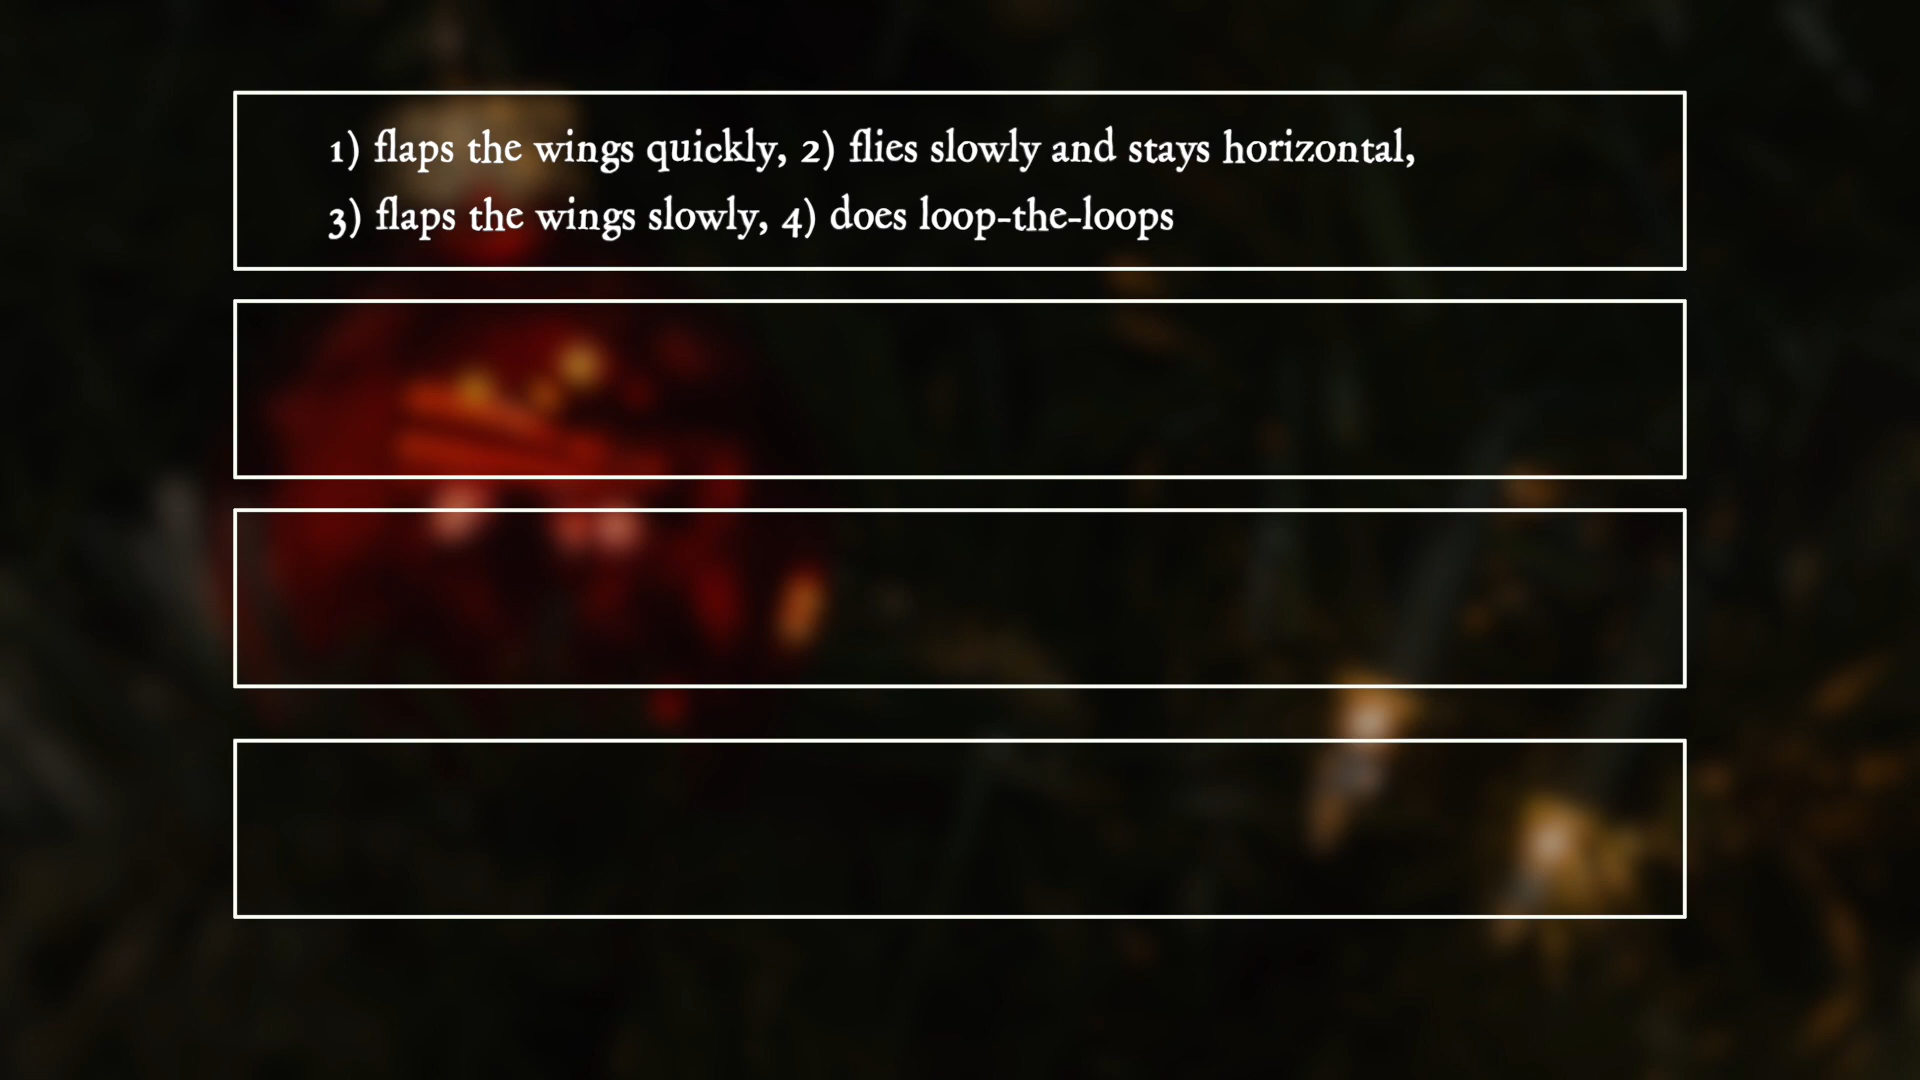 1) flaps the wings quickly, 2) flies slowly and stays horizontal,
3) flaps the wings slowly, 4) does loop-the-loops